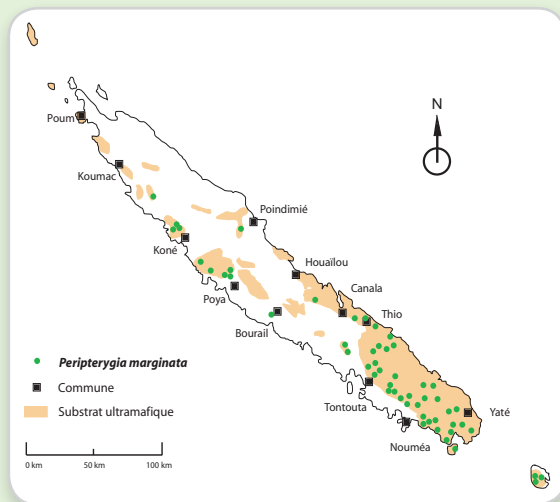 N
Poum
Koumac
Poindimié
Koné
Houaïlou
Canala
Poya
Thio
Bourail
Peripterygia marginata
Commune
Substrat ultramafique
Tontouta
Yaté
Nouméa
0 km
50 km
100 km